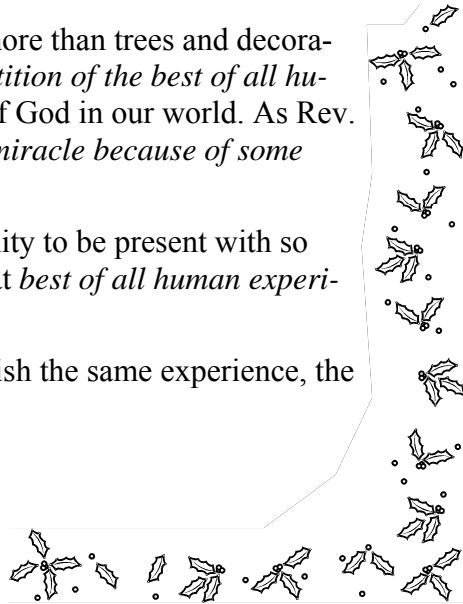 more than trees and decora-
tition of the best of all hu-
f God in our world. As Rev.
miracle because of some
ity to be present with so
t best of all human experi-
ish the same experience, the